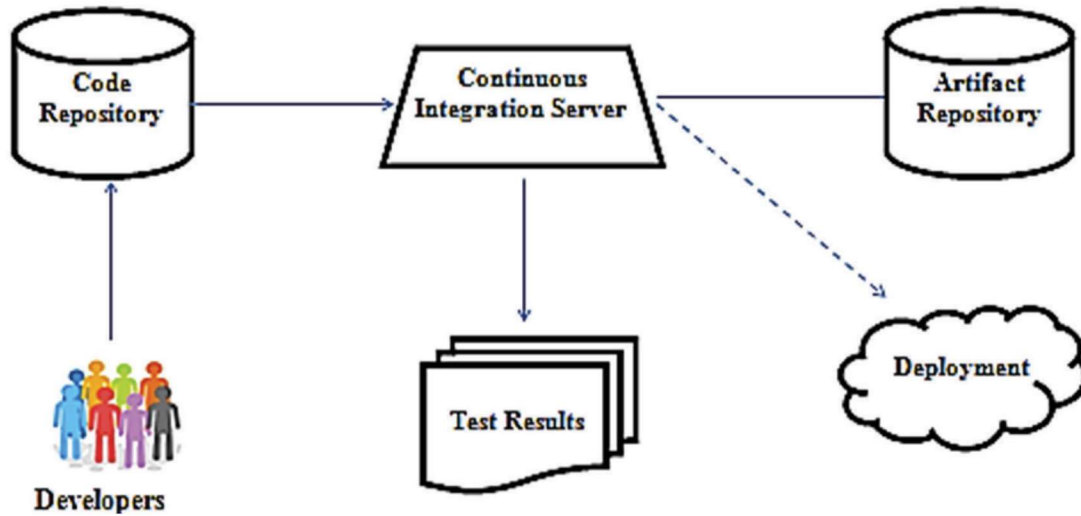 Code
Repository
Continuous
Integration Server
Artifact
Repository
Deployment
Test Results
Developers